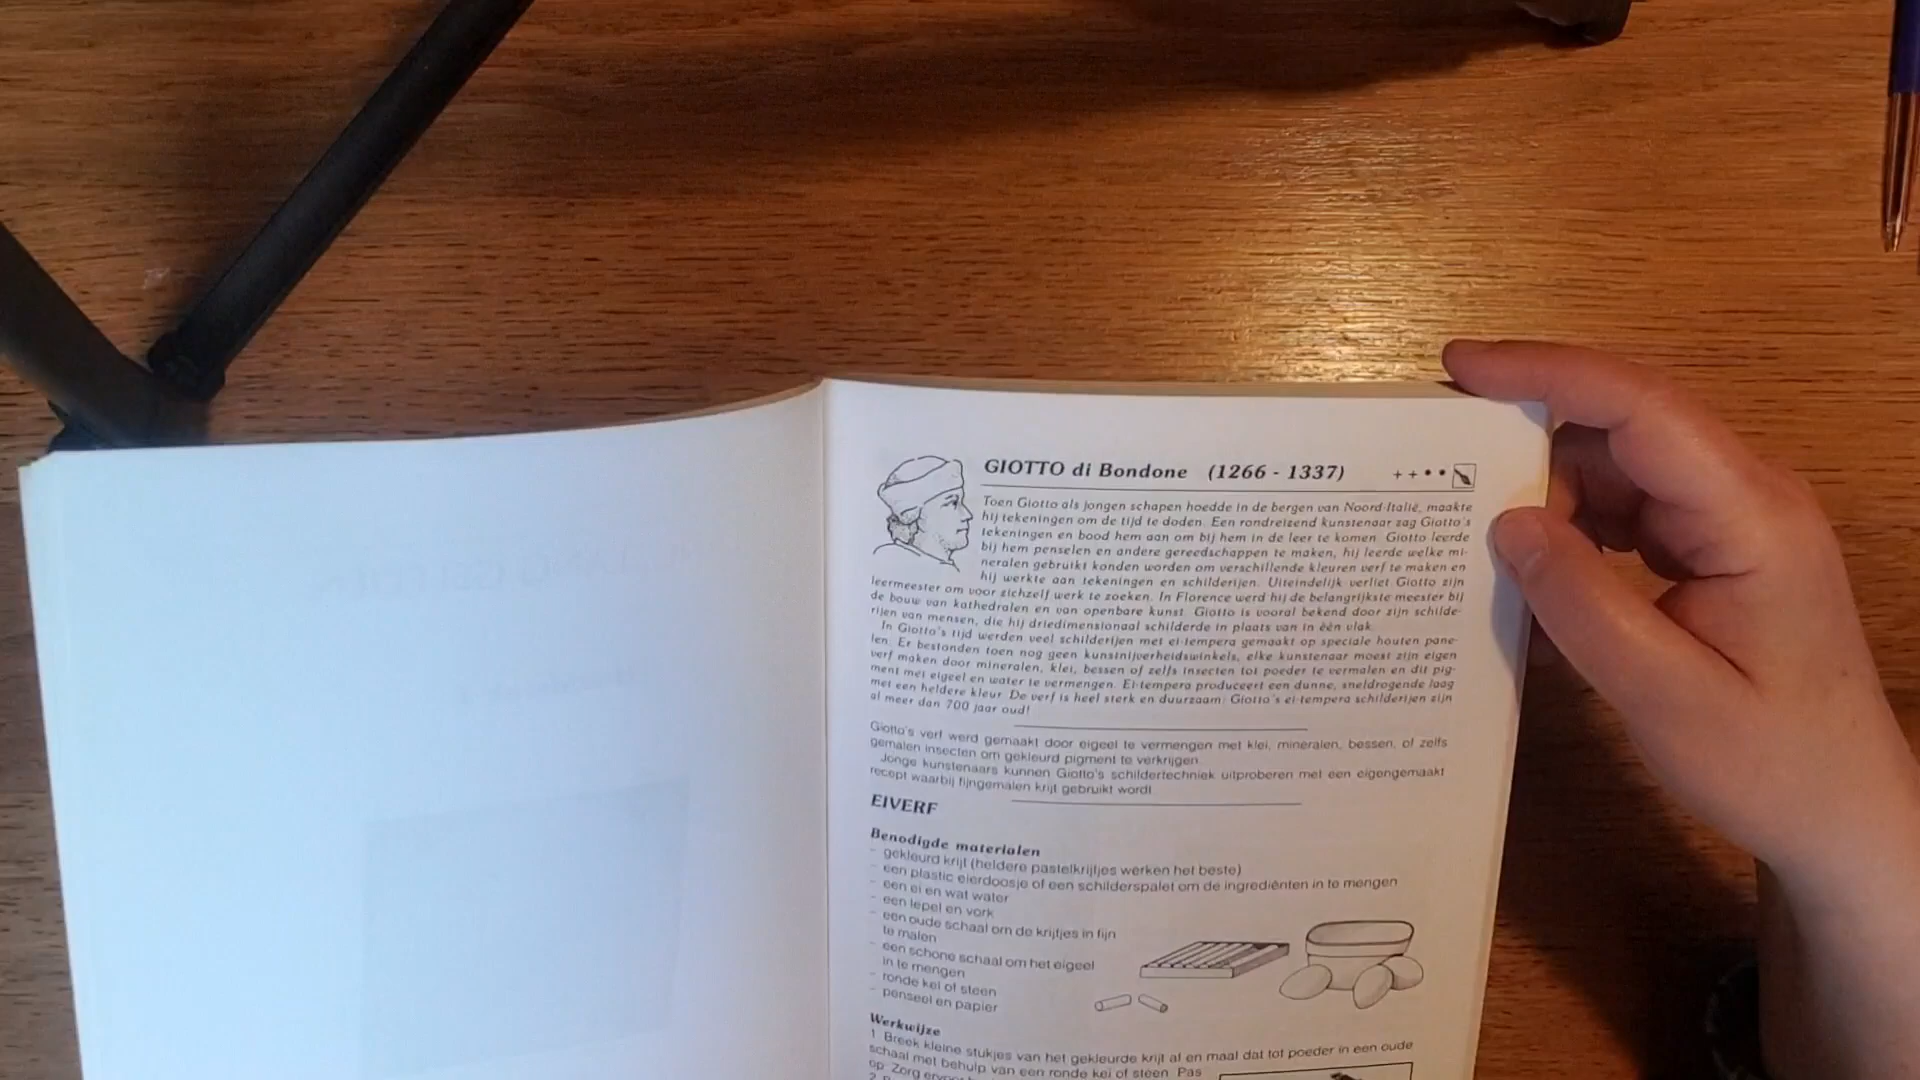 GIOTTO di Bondone (1266 - 1337) + + • •
Toen Giotto als jongen schapen hoedde in de bergen van Noord-Italië, maakte
hij tekeningen om de tijd te doden. Een rondreizend kunstenaar zag Giotto's
tekeningen en bood hem aan om bij hem in de leer te komen. Giotto leerde
bij hem penselen en andere gereedschappen te maken, hij leerde welke mi-
neralen gebruikt konden worden om verschillende kleuren verf te maken en
hij werkte aan tekeningen en schilderijen. Uiteindelijk verliet Giotto zijn
leermeester om voor zichzelf werk te zoeken. In Florence werd hij de belangrijkste meester bij
de bouw van kathedralen en van openbare kunst. Giotto is vooral bekend door zijn schilde-
rijen van mensen, die hij driedimensionaal schilderde in plaats van in één vlak.
In Giotto's tijd werden veel schilderijen met ei-tempera gemaakt op speciale houten pane-
len. Er bestonden toen nog geen kunstnijverheidswinkels, elke kunstenaar moest zijn eigen
verf maken door mineralen, klei, bessen of zelfs insecten tot poeder te vermalen en dit pig-
ment met eigeel en water te vermengen. Ei-tempera produceert een dunne, sneldrogende laag
met een heldere kleur. De verf is heel sterk en duurzaam; Giotto's ei-tempera schilderijen zijn
al meer dan 700 jaar oud!
Giotto's verf werd gemaakt door eigeel te vermengen met klei, mineralen, bessen, of zelfs
gemalen insecten om gekleurd pigment te verkrijgen.
Jonge kunstenaars kunnen Giotto's schildertechniek uitproberen met een eigengemaakt
recept waarbij fijngemalen krijt gebruikt wordt.
EIVERF
Benodigde materialen
- gekleurd krijt (heldere pastelkrijtjes werken het beste)
- een plastic eierdoosje of een schilderspalet om de ingrediënten in te mengen
- een ei en wat water
- een lepel en vork
- een oude schaal om de krijtjes in fijn
te malen
- een schone schaal om het eigeel
in te mengen
- ronde kei of steen
- penseel en papier
Werkwijze
1. Breek kleine stukjes van het gekleurde krijt af en maal dat tot poeder in een oude
schaal met behulp van een ronde kei of steen. Pas
op. Zorg
2.